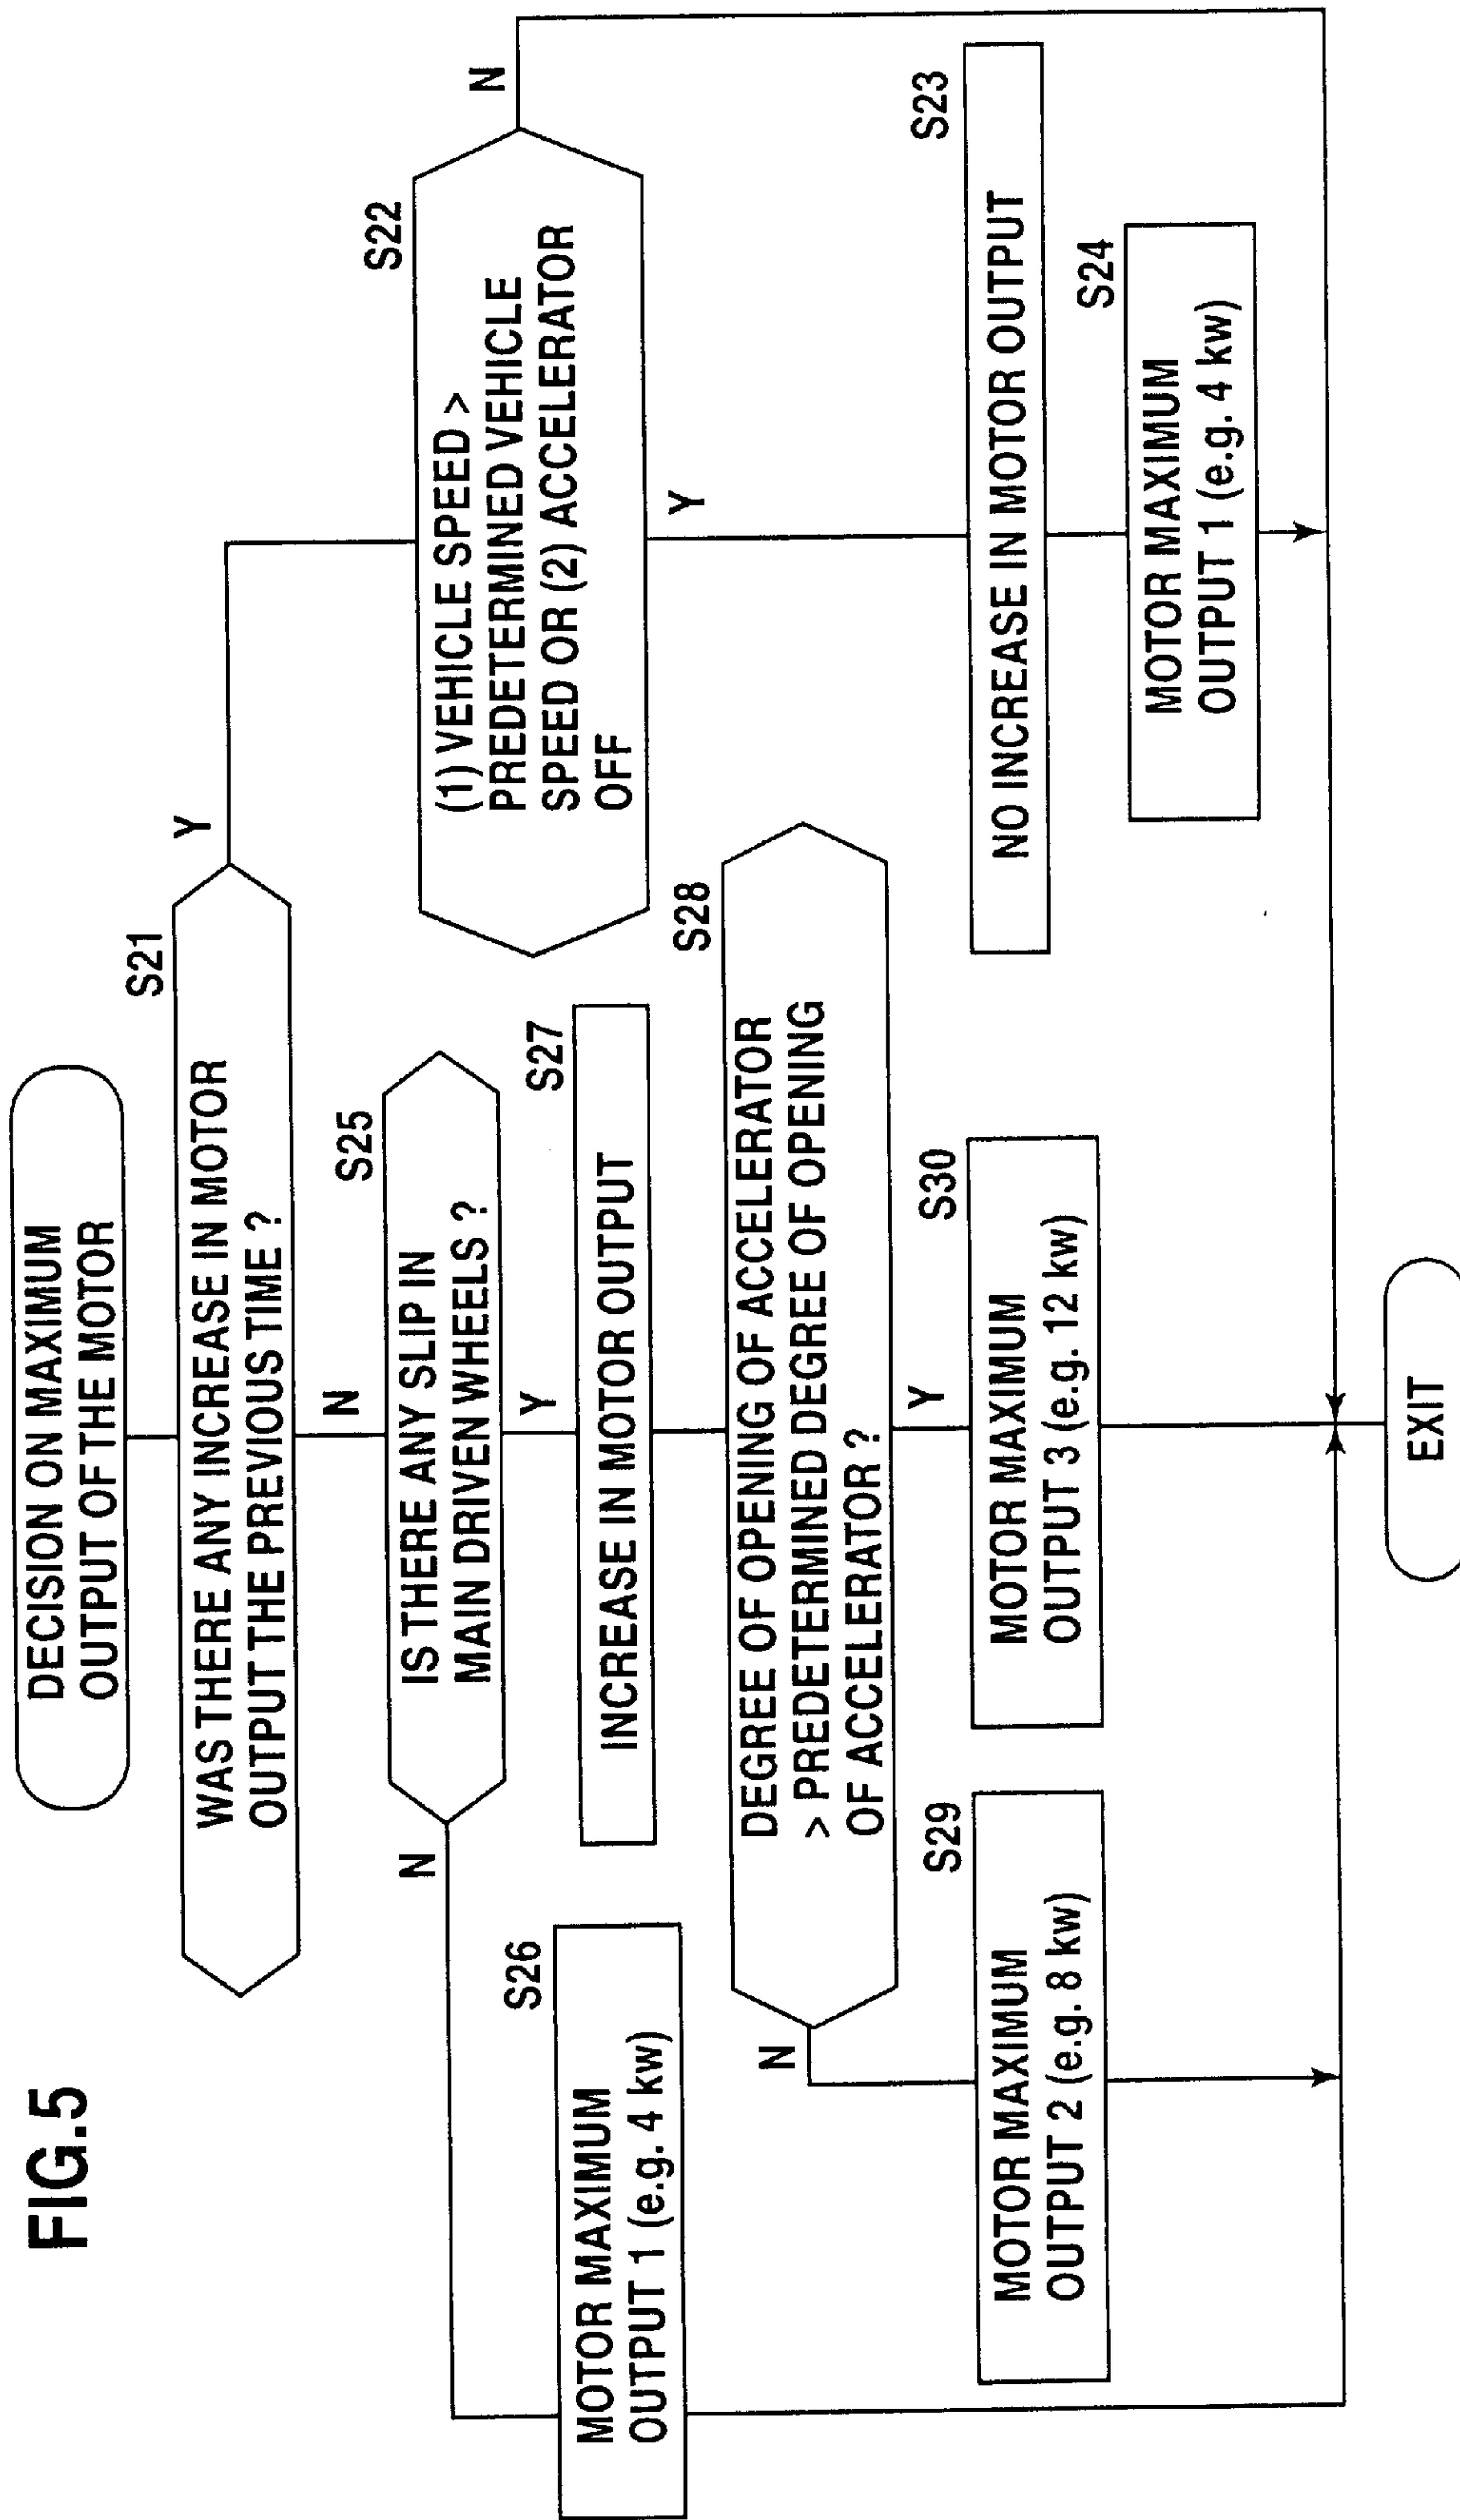 FIG.5
DECISION ON MAXIMUM
OUTPUT OF THE MOTOR
S21
WAS THERE ANY INCREASE IN MOTOR
OUTPUT THE PREVIOUS TIME ?
Y
N
S22
(1) VEHICLE SPEED >
PREDETERMINED VEHICLE
SPEED OR (2) ACCELERATOR
OFF
N
Y
S23
NO INCREASE IN MOTOR OUTPUT
S24
MOTOR MAXIMUM
OUTPUT 1 (e.g. 4 kw)
S25
IS THERE ANY SLIP IN
MAIN DRIVEN WHEELS ?
N
Y
S26
MOTOR MAXIMUM
OUTPUT 1 (e.g. 4 kw)
S27
INCREASE IN MOTOR OUTPUT
S28
DEGREE OF OPENING OF ACCELERATOR
> PREDETERMINED DEGREE OF OPENING
OF ACCELERATOR ?
N
Y
S29
MOTOR MAXIMUM
OUTPUT 2 (e.g. 8 kw)
S30
MOTOR MAXIMUM
OUTPUT 3 (e.g. 12 kw)
EXIT